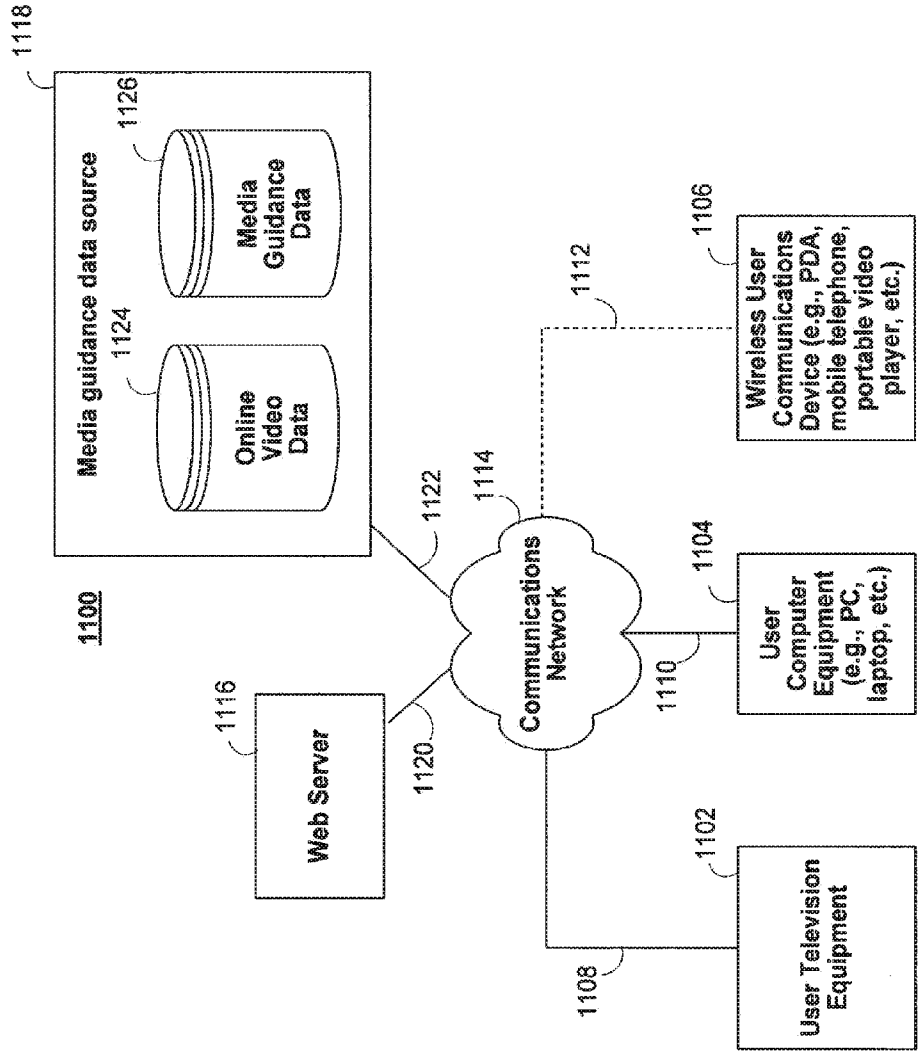 1100
1118
Media guidance data source
1124
1126
Online
Video
Data
Media
Guidance
Data
1116
Web Server
1120
1122
1114
Communications
Network
1108
1110
1112
1102
User Television
Equipment
1104
User
Computer
Equipment
(e.g., PC,
laptop, etc.)
1106
Wireless User
Communications
Device (e.g., PDA,
mobile telephone,
portable video
player, etc.)